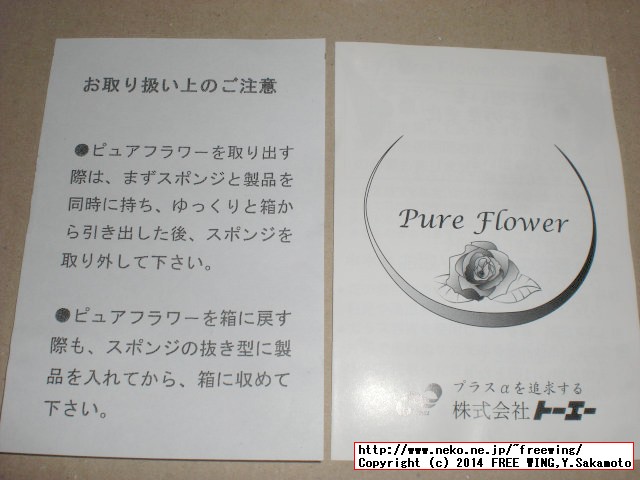 お取り扱い上のご注意
●ピュアフラワーを取り出す
際は、まずスポンジと製品を
同時に持ち、ゆっくりと箱か
ら引き出した後、スポンジを
取り外して下さい。
●ピュアフラワーを箱に戻す
際も、スポンジの抜き型に製
品を入れてから、箱に収めて
下さい。
Pure Flower
プラスαを追求する
株式会社トーエー
http://www.neko.ne.jp/~freewing/
Copyright (c) 2014 FREE WING,Y.Sakamoto